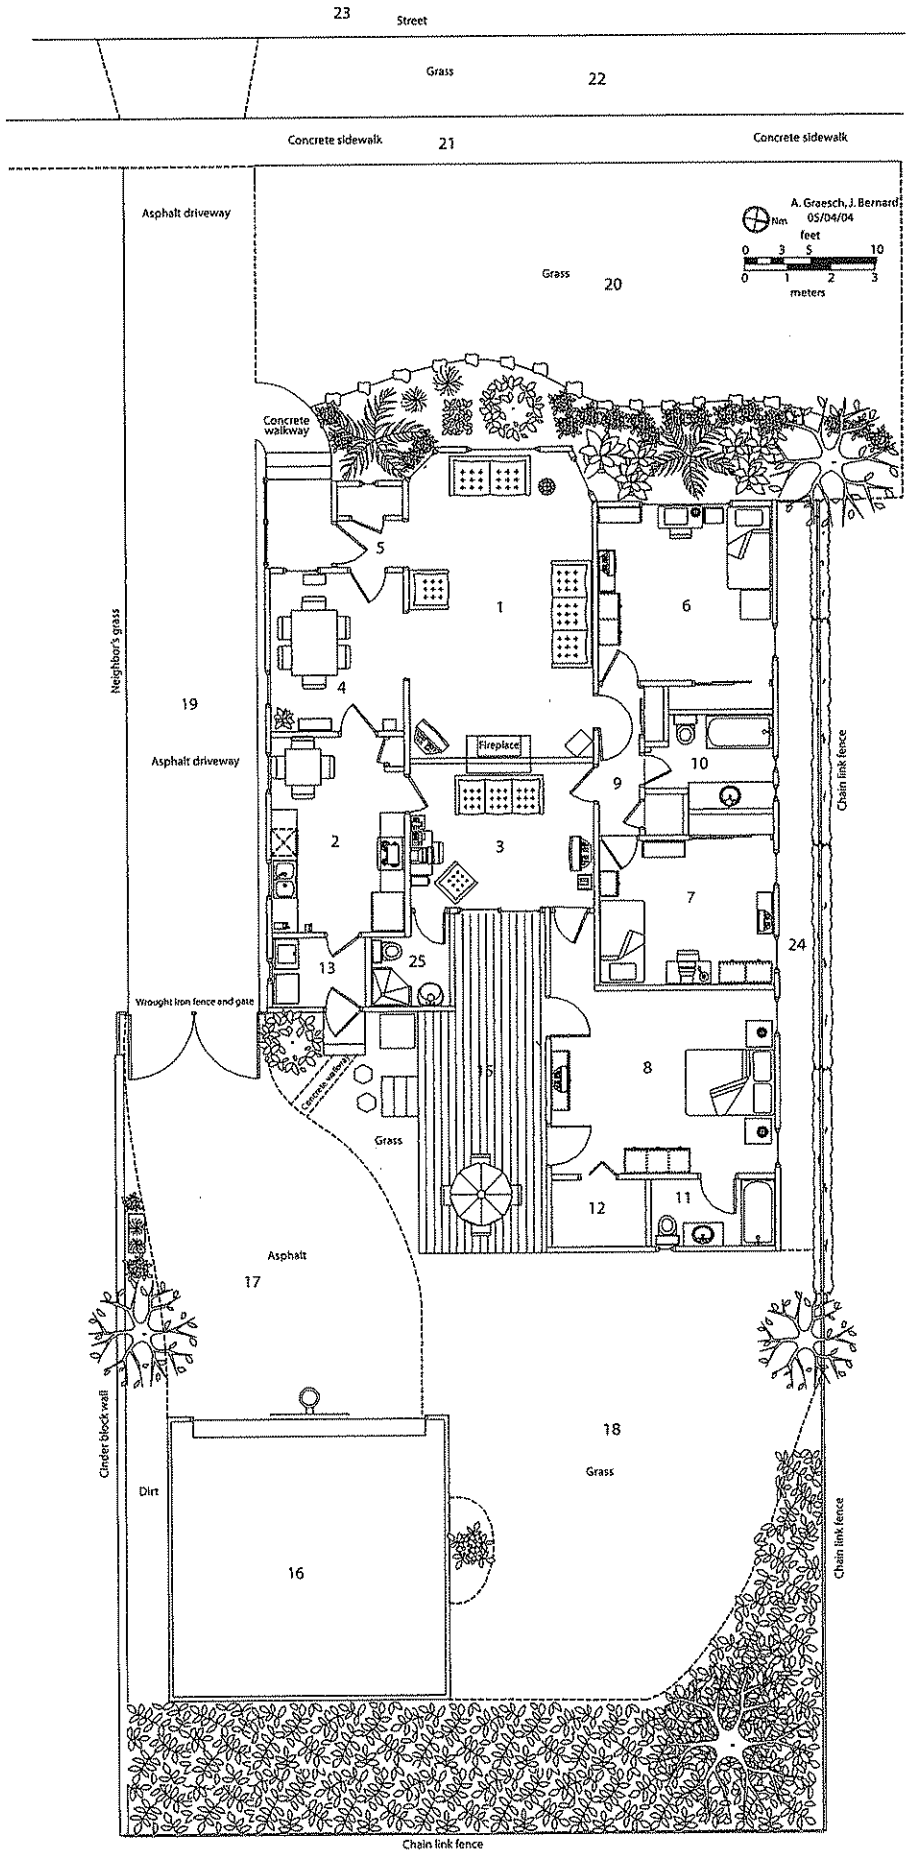 23
Street
Grass
22
Concrete sidewalk
21
Concrete sidewalk
Asphalt driveway
A. Graesch, J. Bernard
05/04/04
Nm
feet
0 3 5 10
0 1 2 3
meters
Grass
20
Concrete
walkway
5
1
6
Neighbor's grass
4
19
Fireplace
Asphalt driveway
10
9
Chain link fence
2
3
7
24
13
25
Wrought iron fence and gate
15
8
Concrete walkway
Grass
12
11
Asphalt
17
Cinder block wall
18
Grass
Dirt
Chain link fence
16
Chain link fence